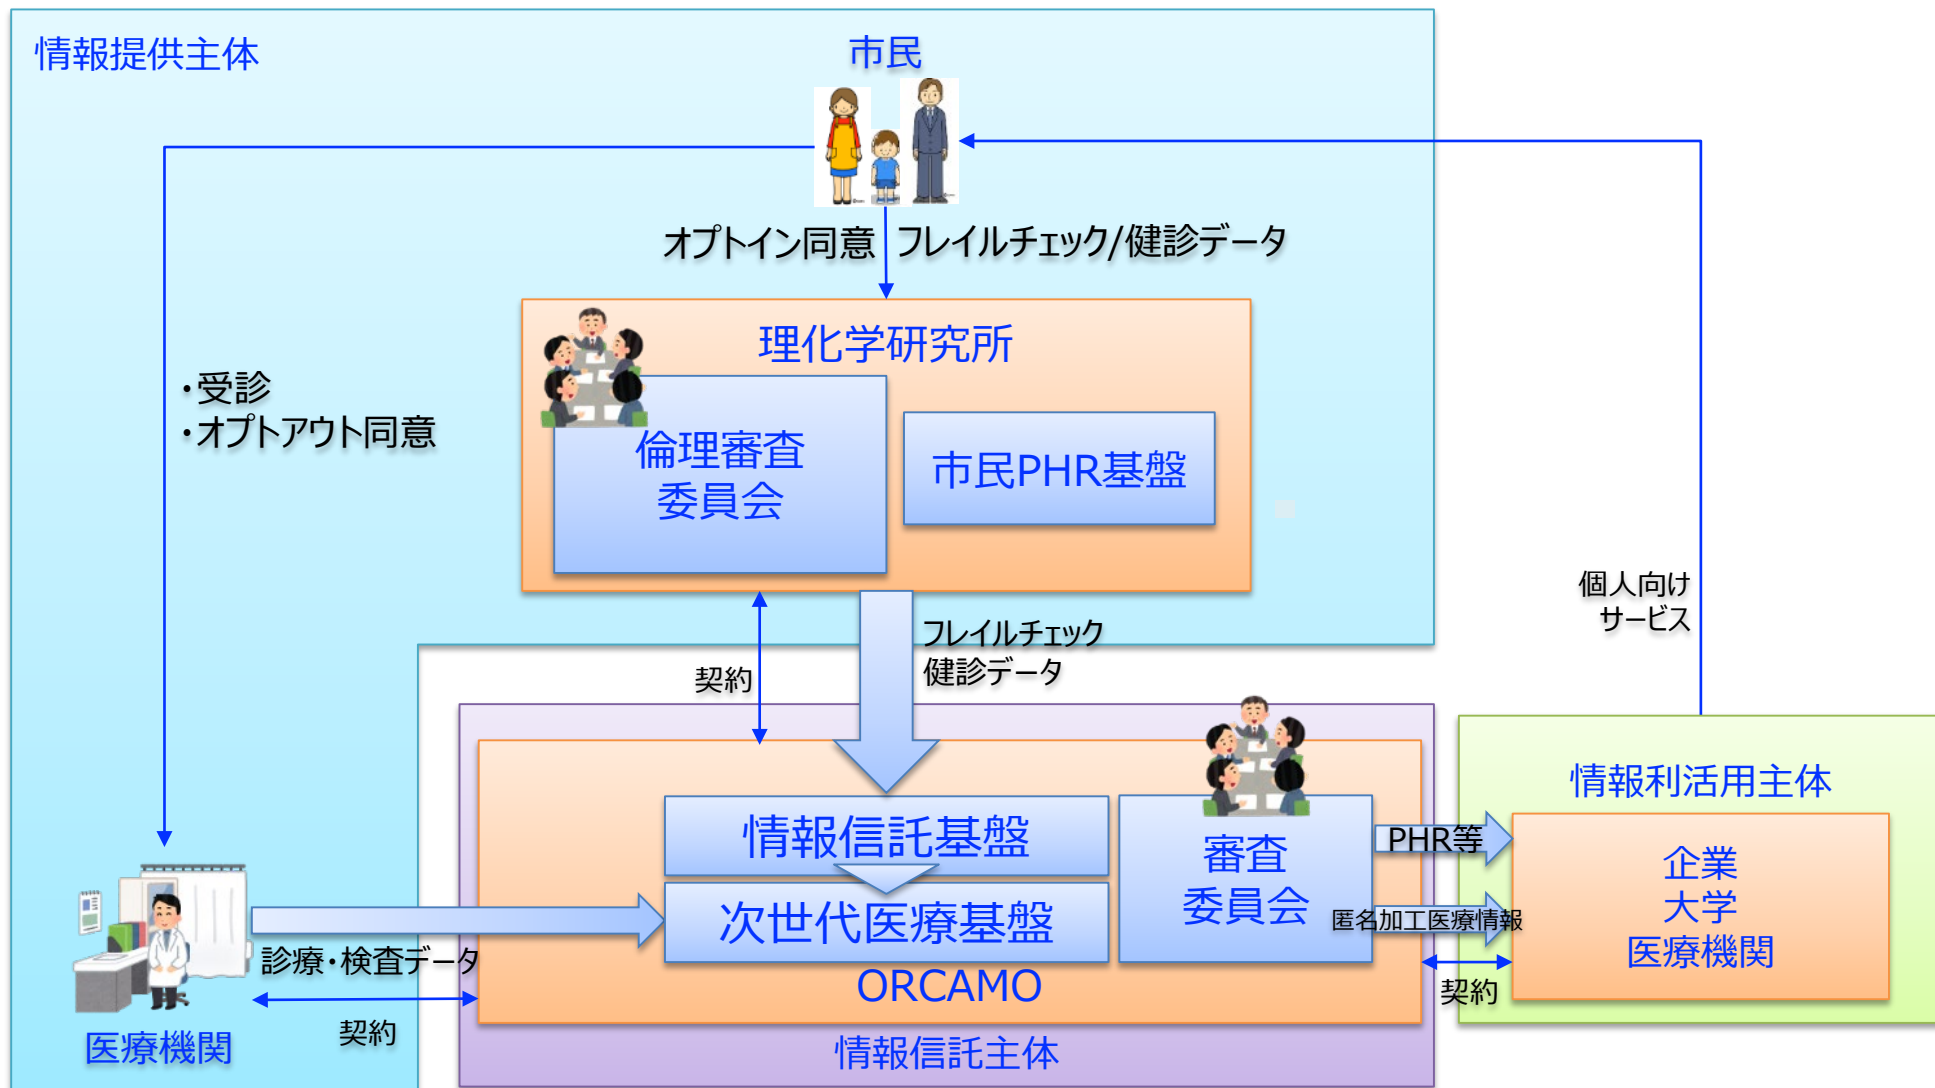 情報提供主体
市民
オプトイン同意
フレイルチェック/健診データ
理化学研究所
倫理審査
委員会
市民PHR基盤
・受診
・オプトアウト同意
個人向け
サービス
契約
フレイルチェック
健診データ
情報信託基盤
次世代医療基盤
ORCAMO
審査
委員会
情報信託主体
PHR等
匿名加工医療情報
契約
情報利活用主体
企業
大学
医療機関
診療・検査データ
契約
医療機関